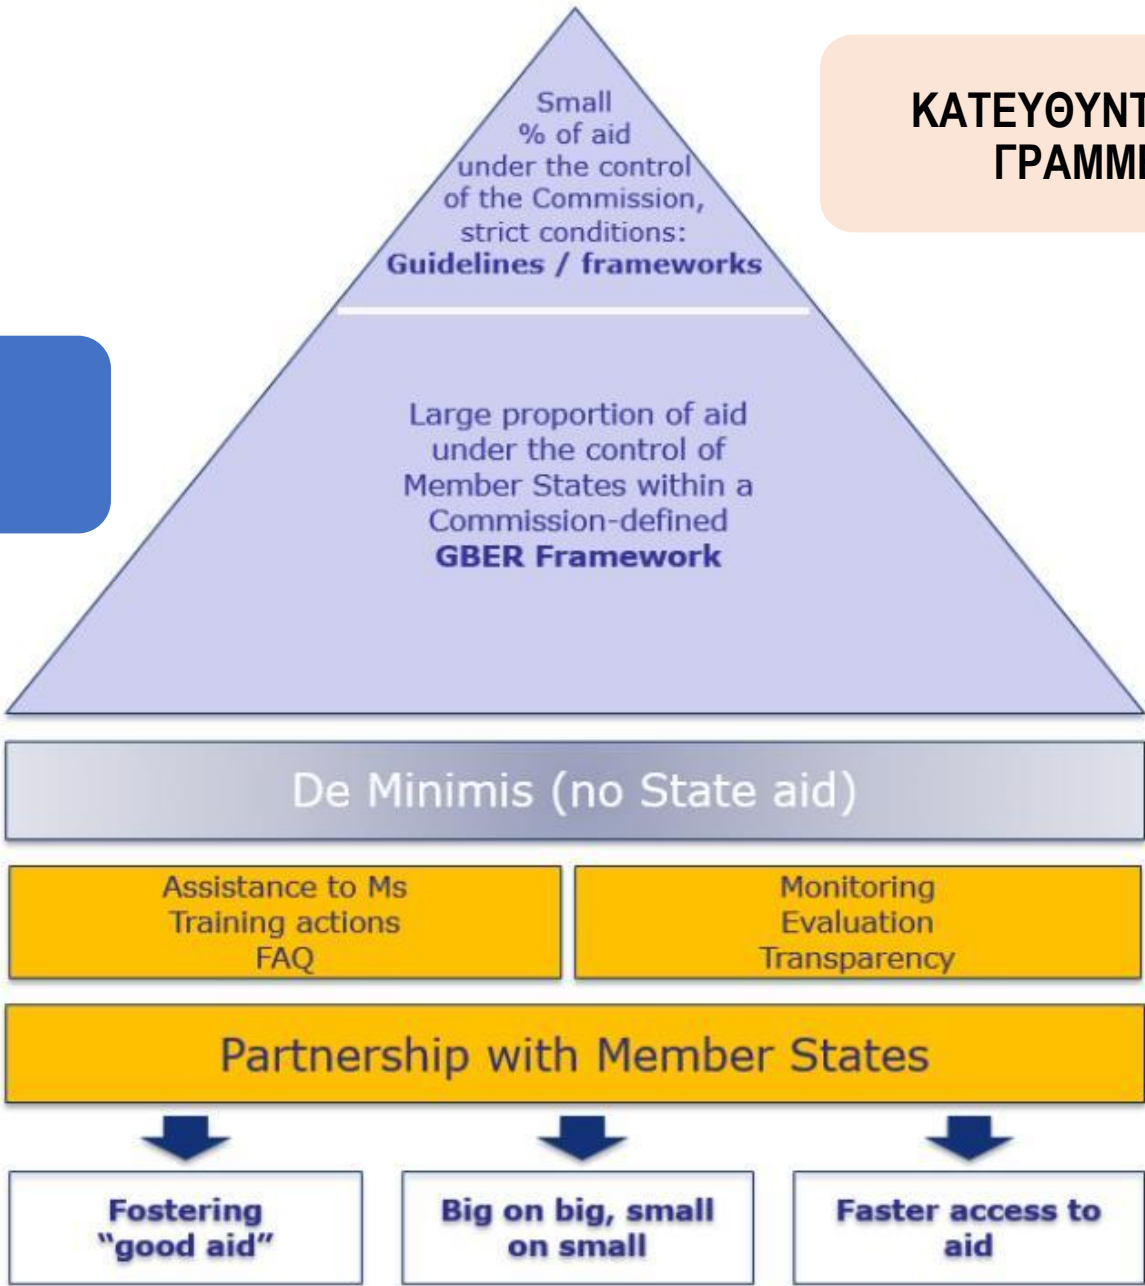 Small
% of aid
under the control
of the Commission,
strict conditions:
Guidelines / frameworks
ΚΑΤΕΥΘΥΝΤ
ΓΡΑΜΜ
Large proportion of aid
under the control of
Member States within a
Commission-defined
GBER Framework
De Minimis (no State aid)
Assistance to Ms
Training actions
FAQ
Monitoring
Evaluation
Transparency
Partnership with Member States
Fostering
“good aid”
Big on big, small
on small
Faster access to
aid